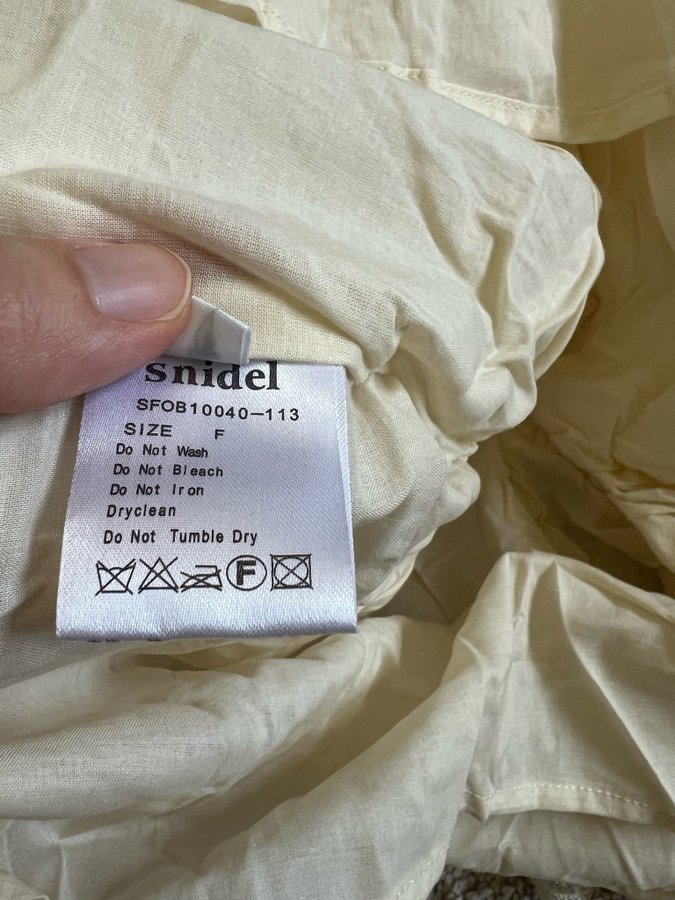 snidel
SFOB10040-113
SIZE F
Do Not Wash
Do Not Bleach
Do Not Iron
Dryclean
Do Not Tumble Dry
F